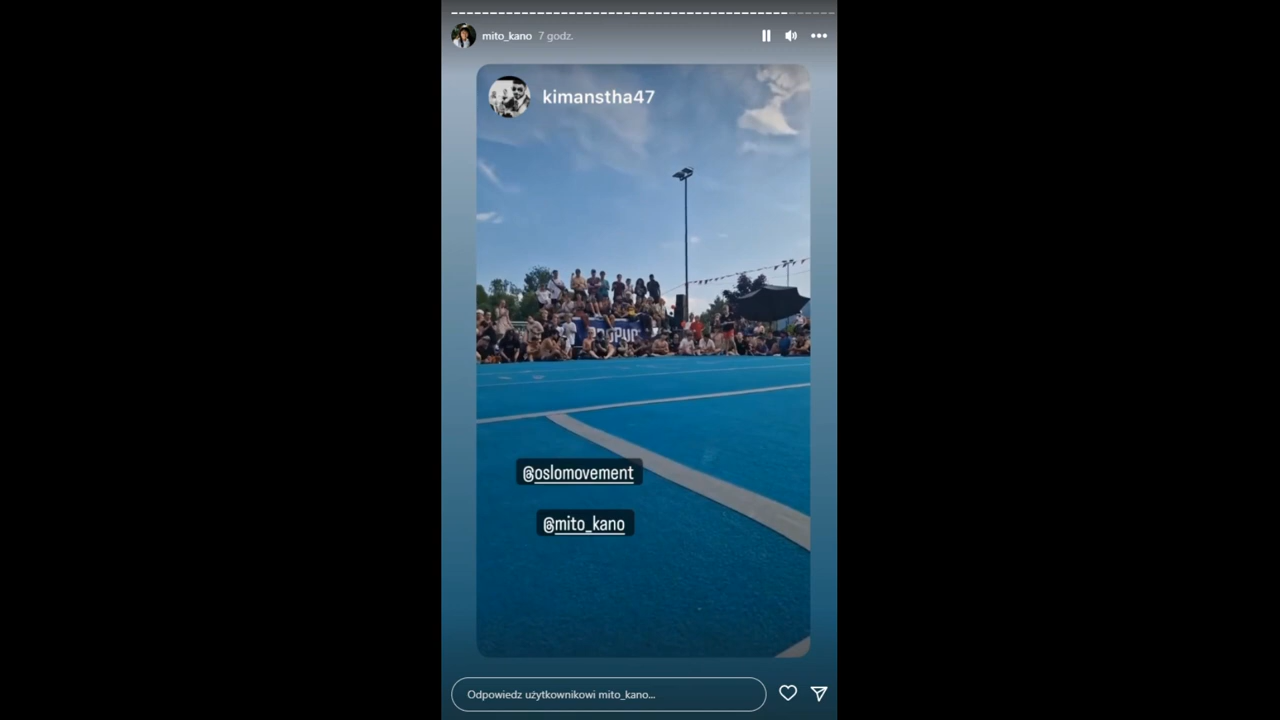 mito_kano 7 godz.
kimanstha47
@oslomovement
@mito_kano
Odpowiedz użytkownikowi mito_kano...